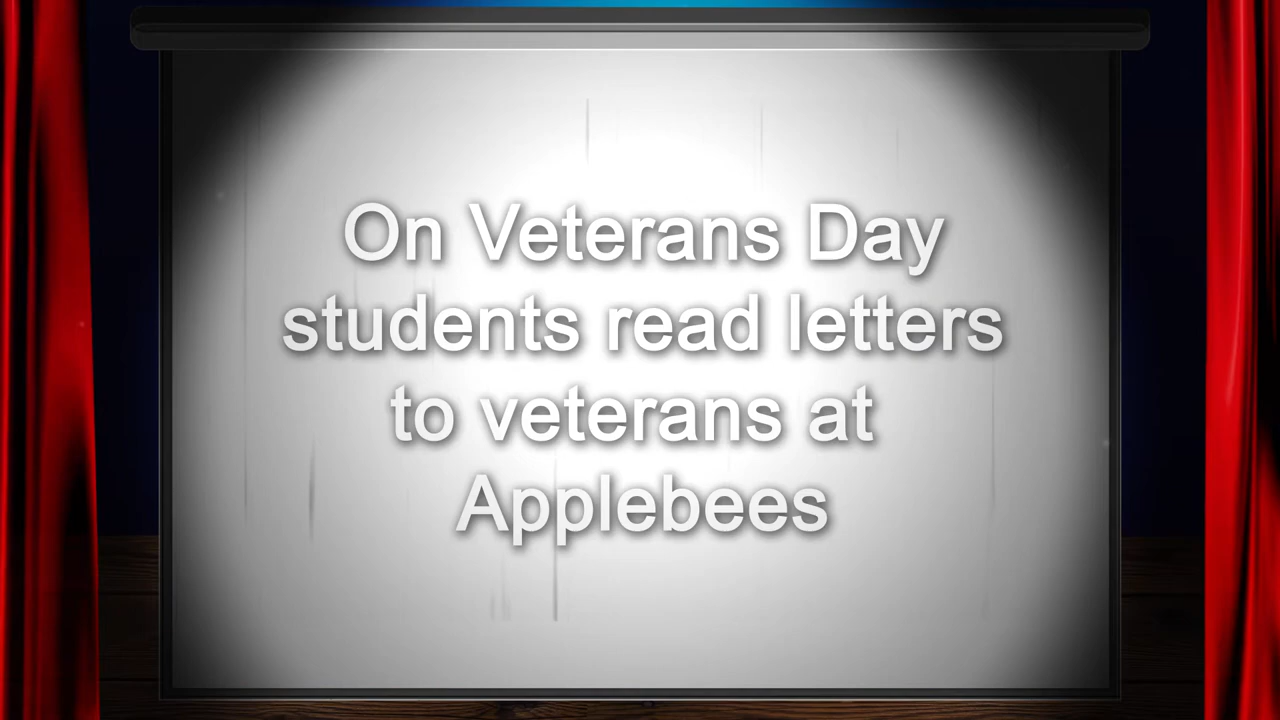 On Veterans Day
students read letters
to veterans at
Applebees